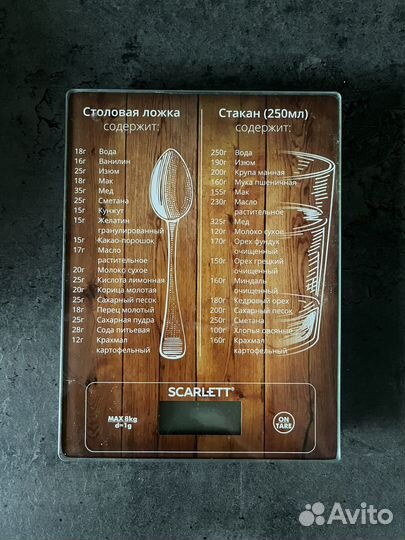 Столовая ложка
содержит:
18г Вода
16г Ванилин
25г Изюм
18г Мак
35г Мед
25г Сметана
15г Кунжут
15г Желатин
гранулированный
15г Какао-порошок
17г Масло
растительное
20г Молоко сухое
25г Кислота лимонная
20г Корица молотая
25г Сахарный песок
18г Перец молотый
25г Сахарная пудра
28г Сода питьевая
12г Крахмал
картофельный
Стакан (250мл)
содержит:
250г Вода
190г Изюм
200г Крупа манная
160г Мука пшеничная
155г Мак
230г Масло
растительное
325г Мед
120г Молоко сухое
170г Орех фундук
очищенный
150г Орех грецкий
очищенный
160г Миндаль
очищенный
180г Кедровый орех
200г Сахарный песок
250г Сметана
100г Хлопья овсяные
160г Крахмал
картофельный
SCARLETT®
MAX 8kg
d=1g
ON
TARE
Avito